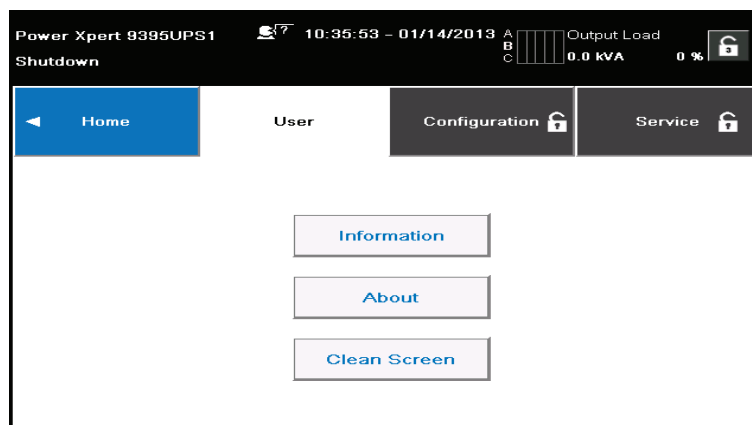 Power Xpert 9395UPS1
Shutdown
? 10:35:53 - 01/14/2013
A
B
C
Output Load
0.0 kVA 0 %
Home
User
Configuration
Service
Information
About
Clean Screen